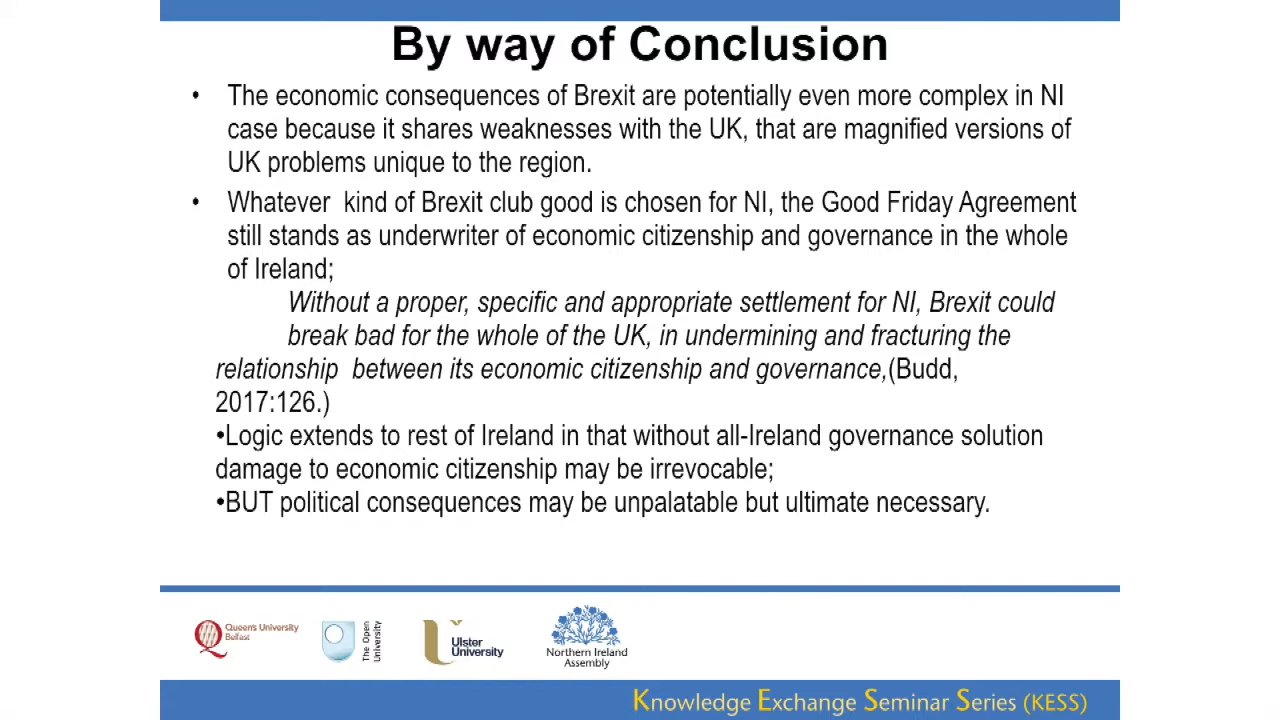 By way of Conclusion
• The economic consequences of Brexit are potentially even more complex in NI
case because it shares weaknesses with the UK, that are magnified versions of
UK problems unique to the region.
• Whatever  kind of Brexit club good is chosen for NI, the Good Friday Agreement
still stands as underwriter of economic citizenship and governance in the whole
of Ireland;
Without a proper, specific and appropriate settlement for NI, Brexit could
break bad for the whole of the UK, in undermining and fracturing the
relationship  between its economic citizenship and governance,(Budd,
2017:126.)
•Logic extends to rest of Ireland in that without all-Ireland governance solution
damage to economic citizenship may be irrevocable;
•BUT political consequences may be unpalatable but ultimate necessary.
Queen's University
Belfast
The Open
University
Ulster
University
Northern Ireland
Assembly
Knowledge Exchange Seminar Series (KESS)